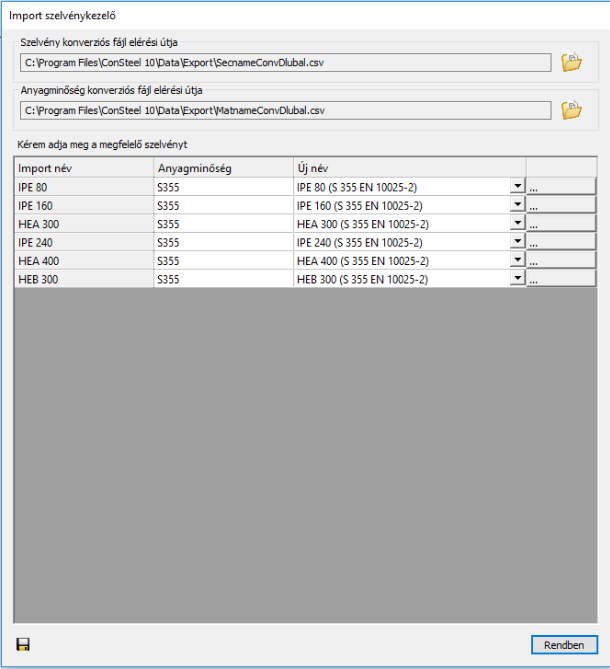 Import szelvénykezelő
Szelvény konverziós fájl elérési útja
C:\Program Files\ConSteel 10\Data\Export\SecnameConvDlubal.csv
Anyagminőség konverziós fájl elérési útja
C:\Program Files\ConSteel 10\Data\Export\MatnameConvDlubal.csv
Kérem adja meg a megfelelő szelvényt
Import név Anyagminőség Új név
IPE 80 S355 IPE 80 (S 355 EN 10025-2) ...
IPE 160 S355 IPE 160 (S 355 EN 10025-2) ...
HEA 300 S355 HEA 300 (S 355 EN 10025-2) ...
IPE 240 S355 IPE 240 (S 355 EN 10025-2) ...
HEA 400 S355 HEA 400 (S 355 EN 10025-2) ...
HEB 300 S355 HEB 300 (S 355 EN 10025-2) ...
Rendben